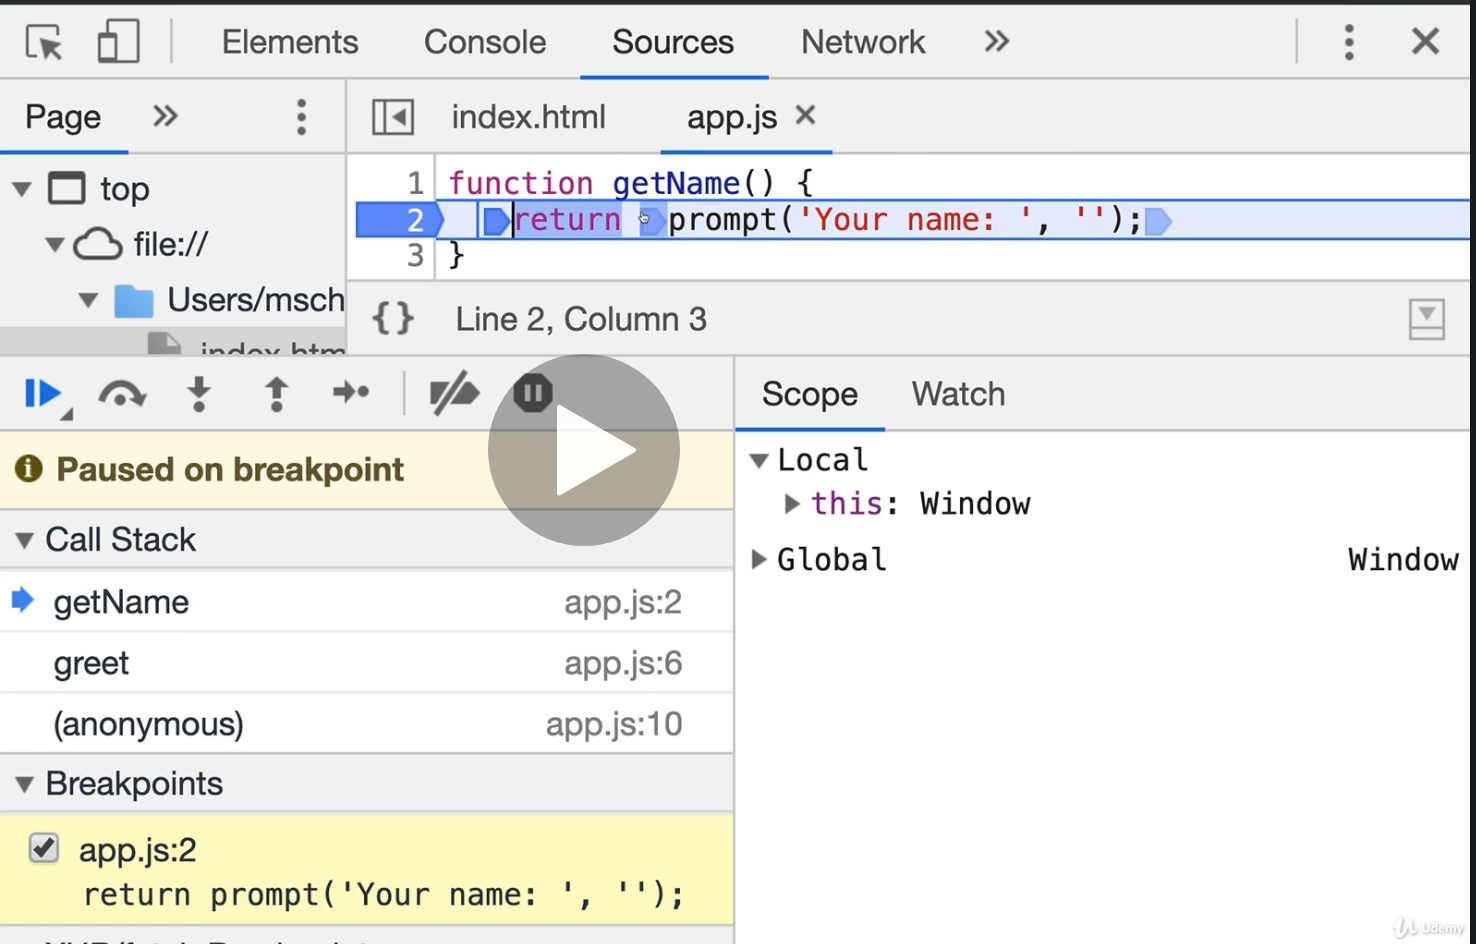 Elements Console Sources Network »
Page » index.html app.js ×
top
file://
Users/msch
index.htm
1 function getName() {
2 return prompt('Your name: ', '');
3 }
{} Line 2, Column 3
Scope Watch
Paused on breakpoint
Local
this: Window
Global Window
Call Stack
getName app.js:2
greet app.js:6
(anonymous) app.js:10
Breakpoints
app.js:2
return prompt('Your name: ', '');
Udemy